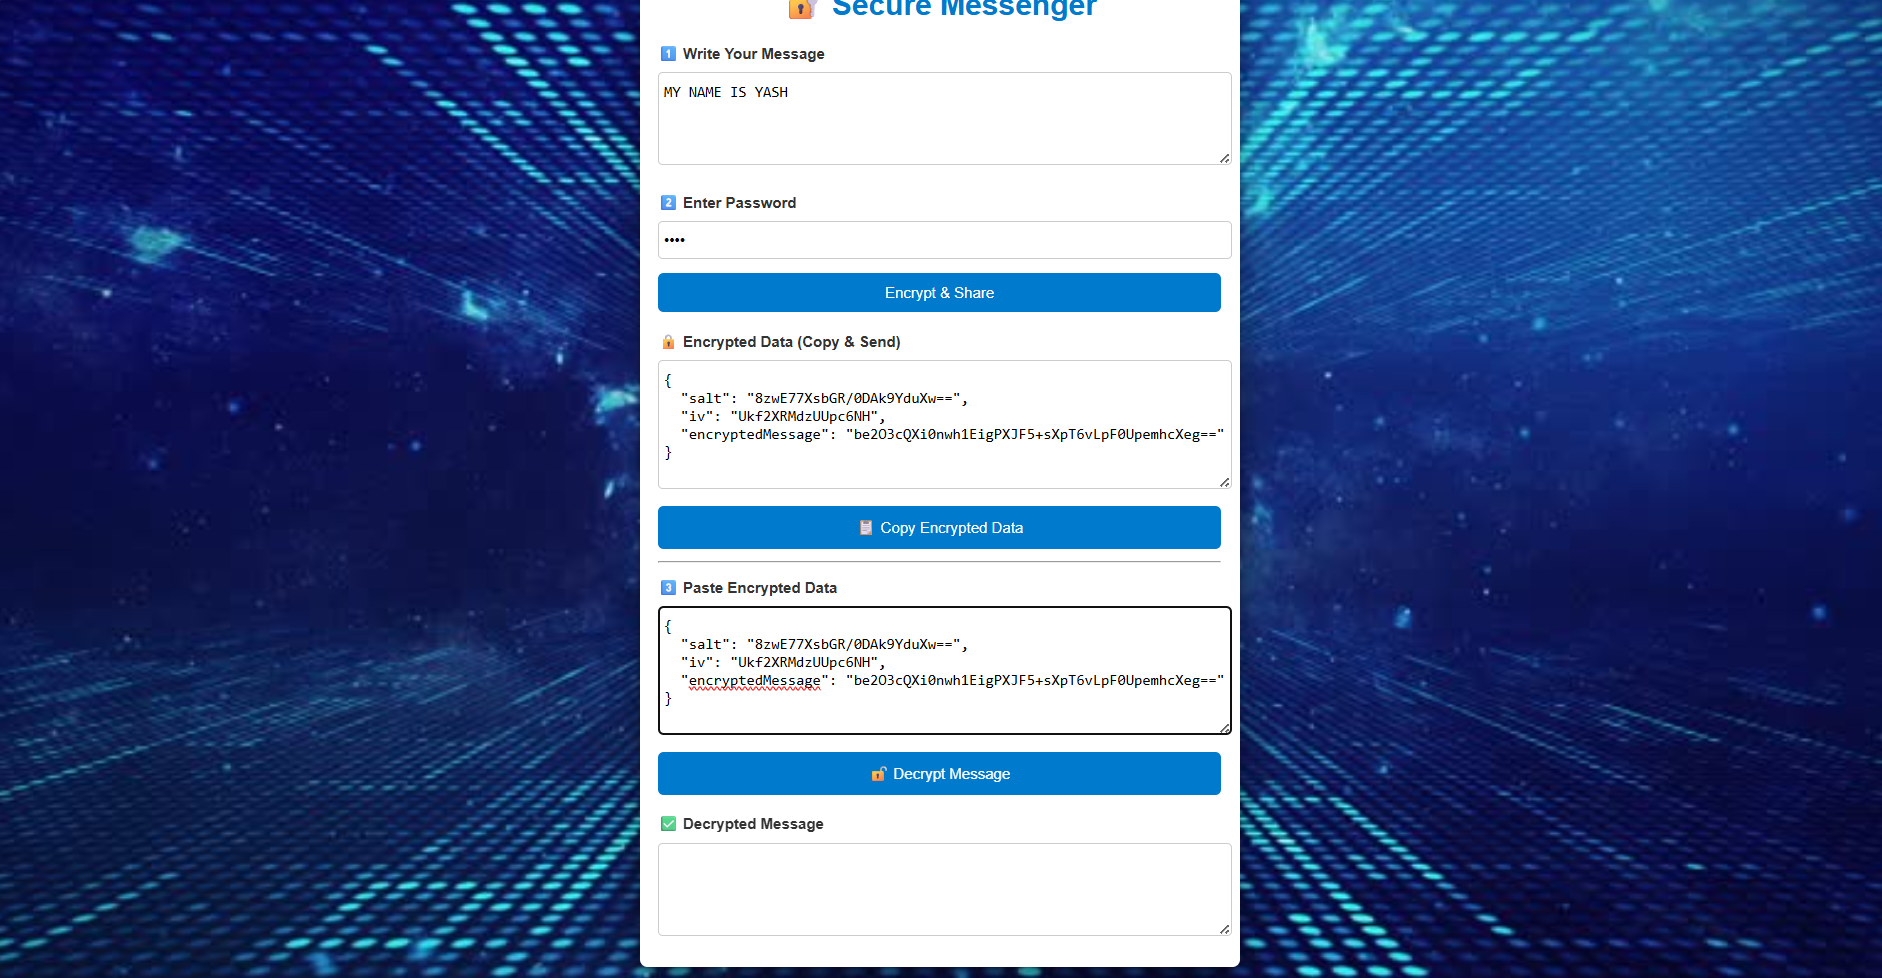 Secure Messenger
1 Write Your Message
MY NAME IS YASH
2 Enter Password
••••
Encrypt & Share
Encrypted Data (Copy & Send)
{
"salt": "8zwE77XsbGR/0DAk9YduXw==",
"iv": "Ukf2XRMdzUUpc6NH",
"encryptedMessage": "be2O3cQXi0nwh1EigPXJF5+sXpT6vLpF0UpemhcXeg=="
}
Copy Encrypted Data
3 Paste Encrypted Data
{
"salt": "8zwE77XsbGR/0DAk9YduXw==",
"iv": "Ukf2XRMdzUUpc6NH",
"encryptedMessage": "be2O3cQXi0nwh1EigPXJF5+sXpT6vLpF0UpemhcXeg=="
}
Decrypt Message
Decrypted Message